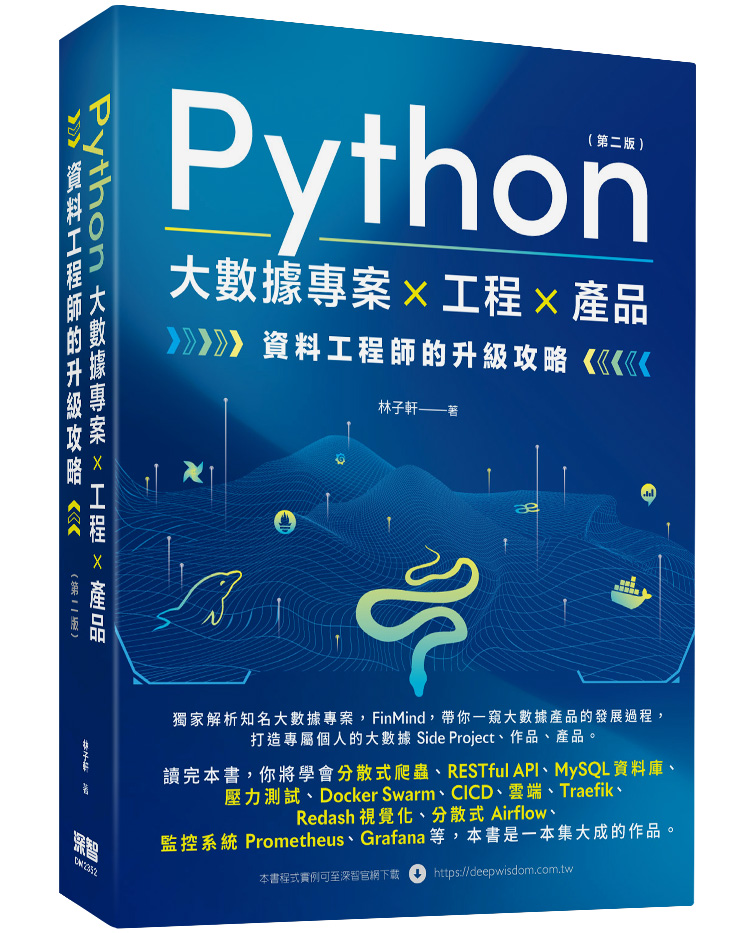 Python
(第二版)
大數據專案×工程×產品
資料工程師的升級攻略
林子軒——著
獨家解析知名大數據專案,FinMind,帶你一窺大數據產品的發展過程,
打造專屬個人的大數據 Side Project、作品、產品。
讀完本書,你將學會分散式爬蟲、RESTful API、MySQL 資料庫、
壓力測試、Docker Swarm、CICD、雲端、Traefik、
Redash 視覺化、分散式 Airflow、
監控系統 Prometheus、Grafana 等,本書是一本集大成的作品。
本書程式實例可至深智官網下載 https://deepwisdom.com.tw
Python 大數據專案×工程×產品
資料工程師的升級攻略
(第二版)
林子軒 著
深智
DM2352